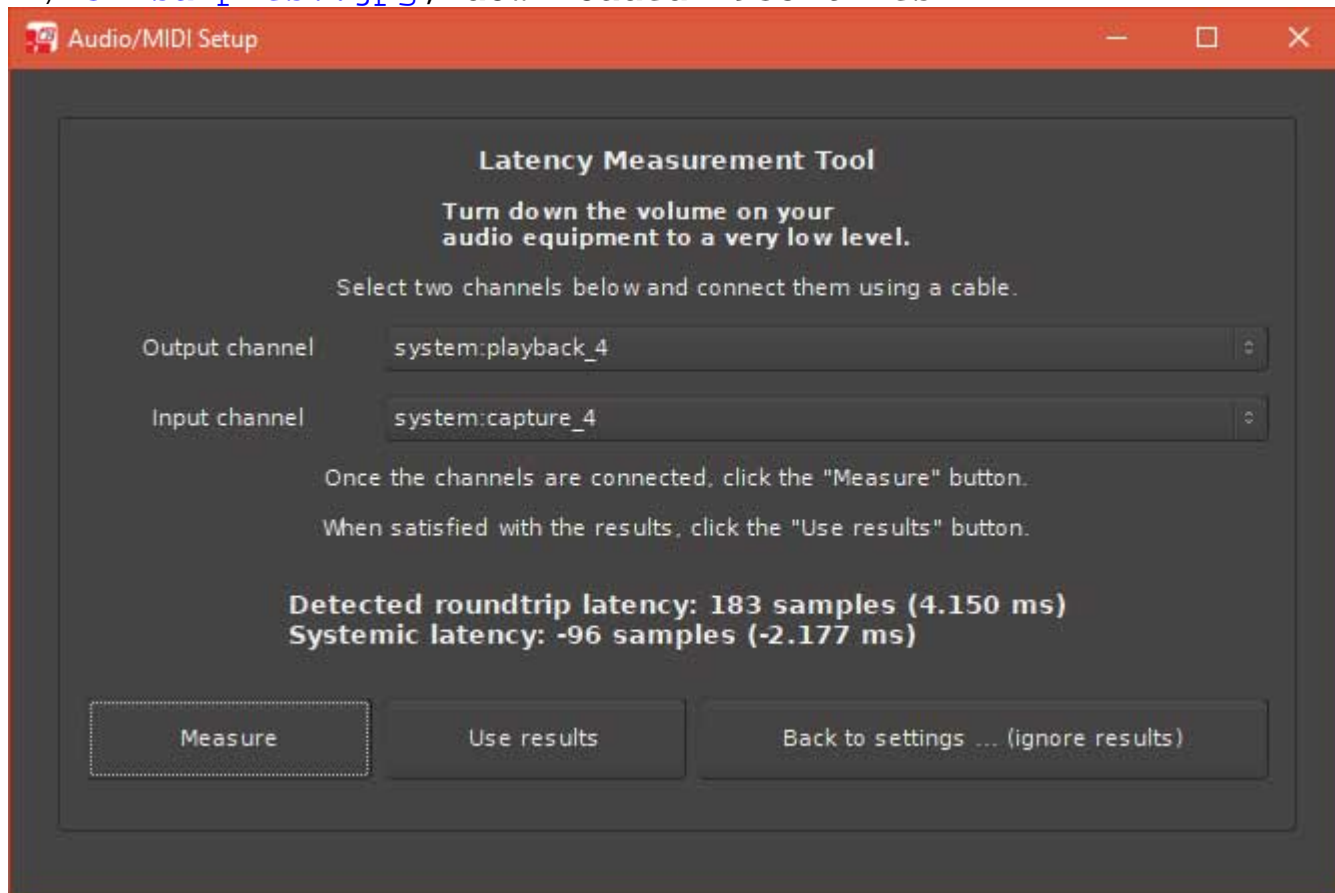 Audio/MIDI Setup
Latency Measurement Tool
Turn down the volume on your
audio equipment to a very low level.
Select two channels below and connect them using a cable.
Output channel system:playback_4
Input channel system:capture_4
Once the channels are connected, click the "Measure" button.
When satisfied with the results, click the "Use results" button.
Detected roundtrip latency: 183 samples (4.150 ms)
Systemic latency: -96 samples (-2.177 ms)
Measure Use results Back to settings ... (ignore results)